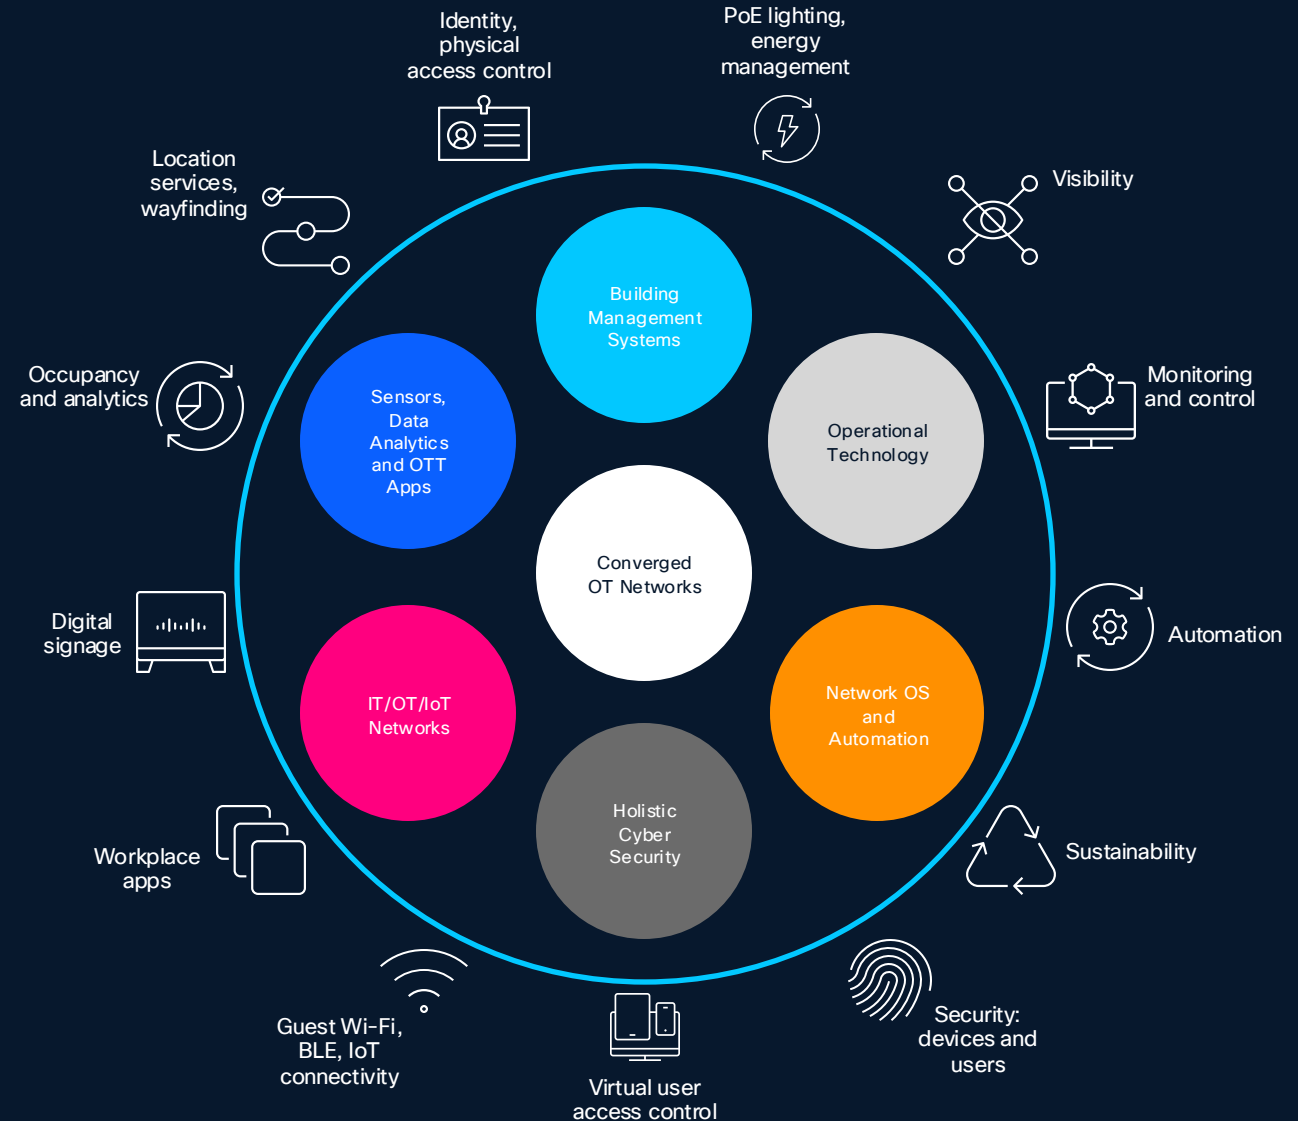 Identity,
physical
access control
PoE lighting,
energy
management
Location
services,
wayfinding
Visibility
Building
Management
Systems
Occupancy
and analytics
Sensors,
Data
Analytics
and OTT
Apps
Operational
Technology
Monitoring
and control
Converged
OT Networks
Digital
signage
Automation
IT/OT/IoT
Networks
Network OS
and
Automation
Holistic
Cyber
Security
Workplace
apps
Sustainability
Guest Wi-Fi,
BLE, IoT
connectivity
Security:
devices and
users
Virtual user
access control